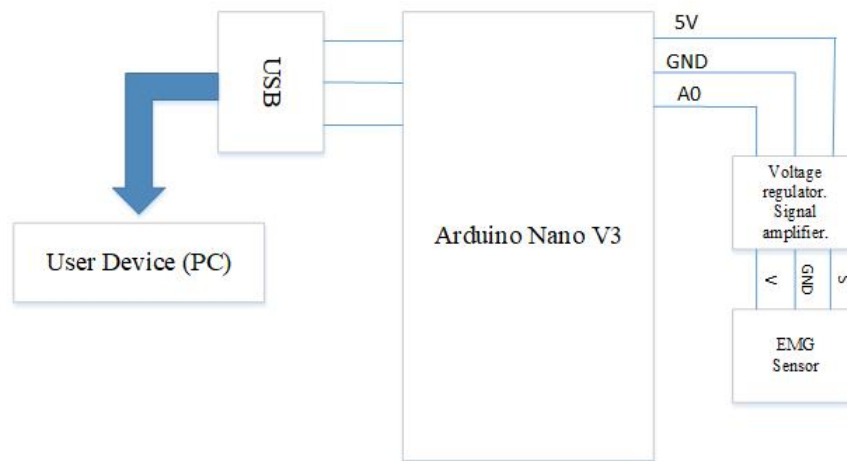 USB
5V
GND
A0
Voltage
regulator.
Signal
amplifier.
User Device (PC)
Arduino Nano V3
V
GND
S
EMG
Sensor